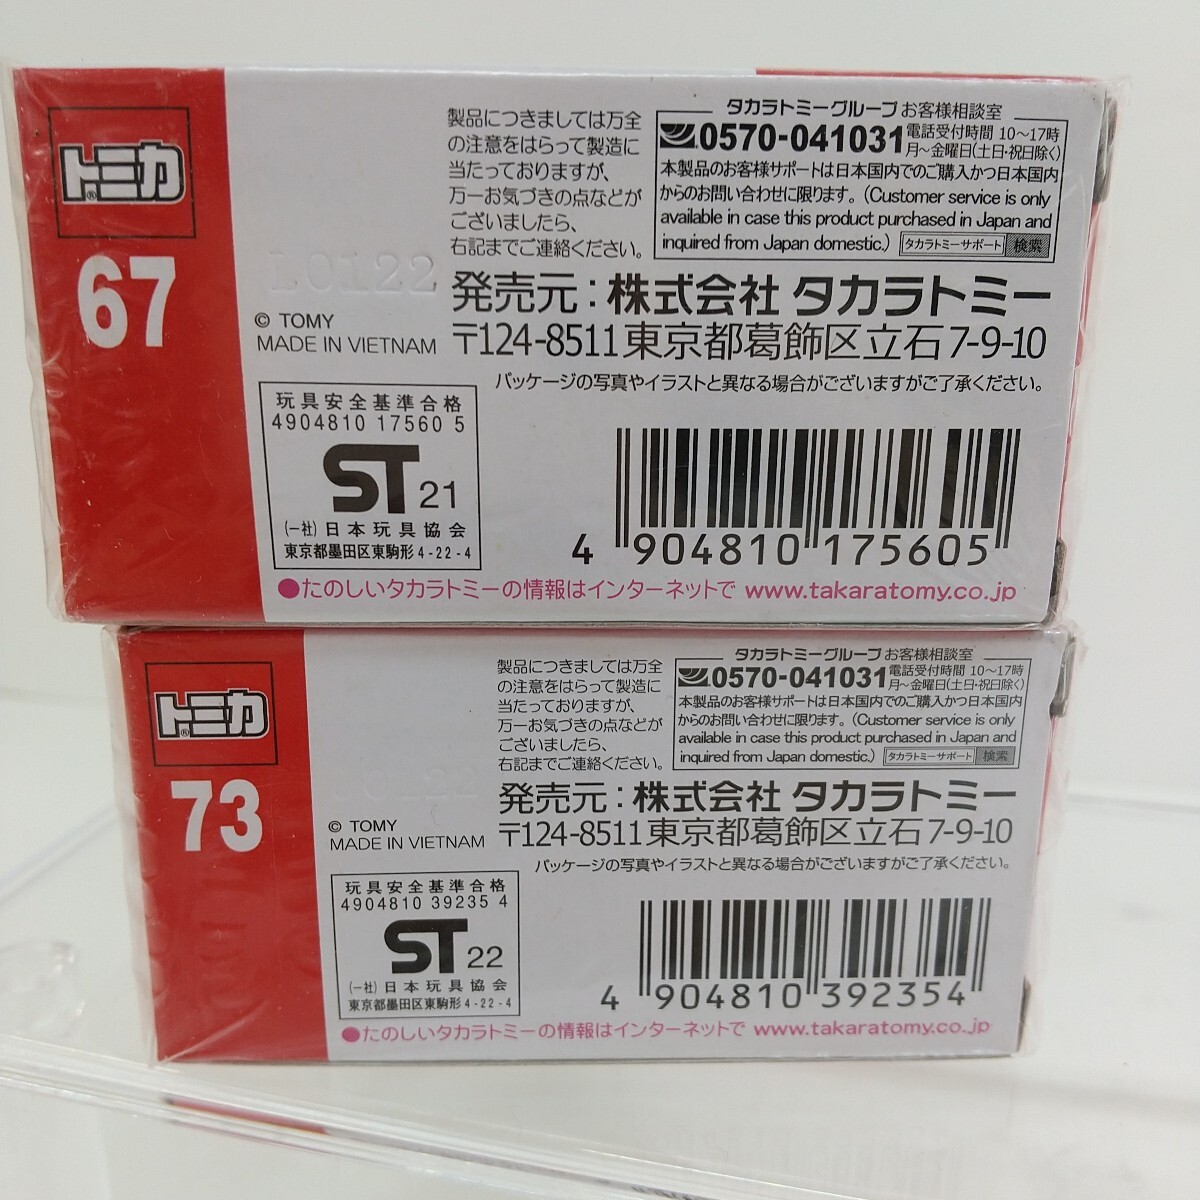 トミカ®
67
製品につきましては万全
の注意をはらって製造に
当たっておりますが、
万一お気づきの点などが
ございましたら、
右記までご連絡ください。
タカラトミーグループ お客様相談室
0570-041031 電話受付時間 10〜17時
月〜金曜日(土日・祝日除く)
本製品のお客様サポートは日本国内でのご購入かつ日本国内
からのお問い合わせに限ります。(Customer service is only
available in case this product purchased in Japan and
inquired from Japan domestic.) タカラトミーサポート 検索
L0122
© TOMY
MADE IN VIETNAM
発売元:株式会社 タカラトミー
〒124-8511 東京都葛飾区立石7-9-10
パッケージの写真やイラストと異なる場合がございますがご了承ください。
玩具安全基準合格
4904810 17560 5
ST 21
(一社)日本玩具協会
東京都墨田区東駒形4-22-4
4 904810 175605
●たのしいタカラトミーの情報はインターネットで www.takaratomy.co.jp
トミカ®
73
製品につきましては万全
の注意をはらって製造に
当たっておりますが、
万一お気づきの点などが
ございましたら、
右記までご連絡ください。
タカラトミーグループ お客様相談室
0570-041031 電話受付時間 10〜17時
月〜金曜日(土日・祝日除く)
本製品のお客様サポートは日本国内でのご購入かつ日本国内
からのお問い合わせに限ります。(Customer service is only
available in case this product purchased in Japan and
inquired from Japan domestic.) タカラトミーサポート 検索
© TOMY
MADE IN VIETNAM
発売元:株式会社 タカラトミー
〒124-8511 東京都葛飾区立石7-9-10
パッケージの写真やイラストと異なる場合がございますがご了承ください。
玩具安全基準合格
4904810 39235 4
ST 22
(一社)日本玩具協会
東京都墨田区東駒形4-22-4
4 904810 392354
●たのしいタカラトミーの情報はインターネットで www.takaratomy.co.jp